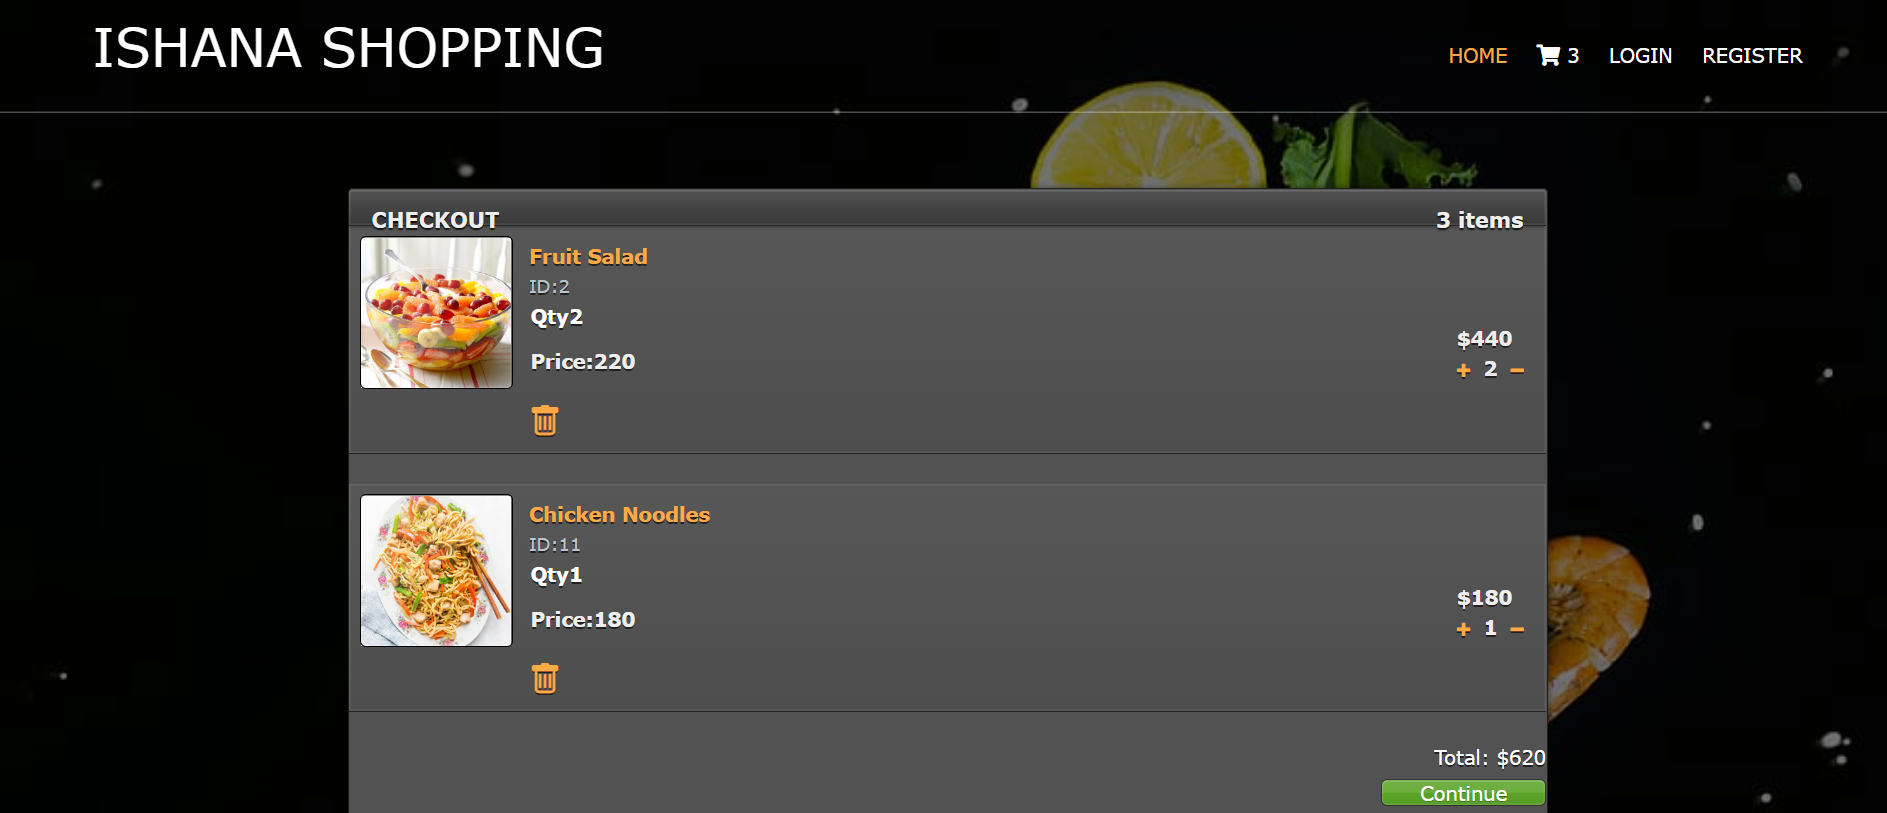 ISHANA SHOPPING
HOME 3 LOGIN REGISTER
CHECKOUT 3 items
Fruit Salad
ID:2
Qty2
$440
Price:220
+ 2 −
Chicken Noodles
ID:11
Qty1
$180
Price:180
+ 1 −
Total: $620
Continue